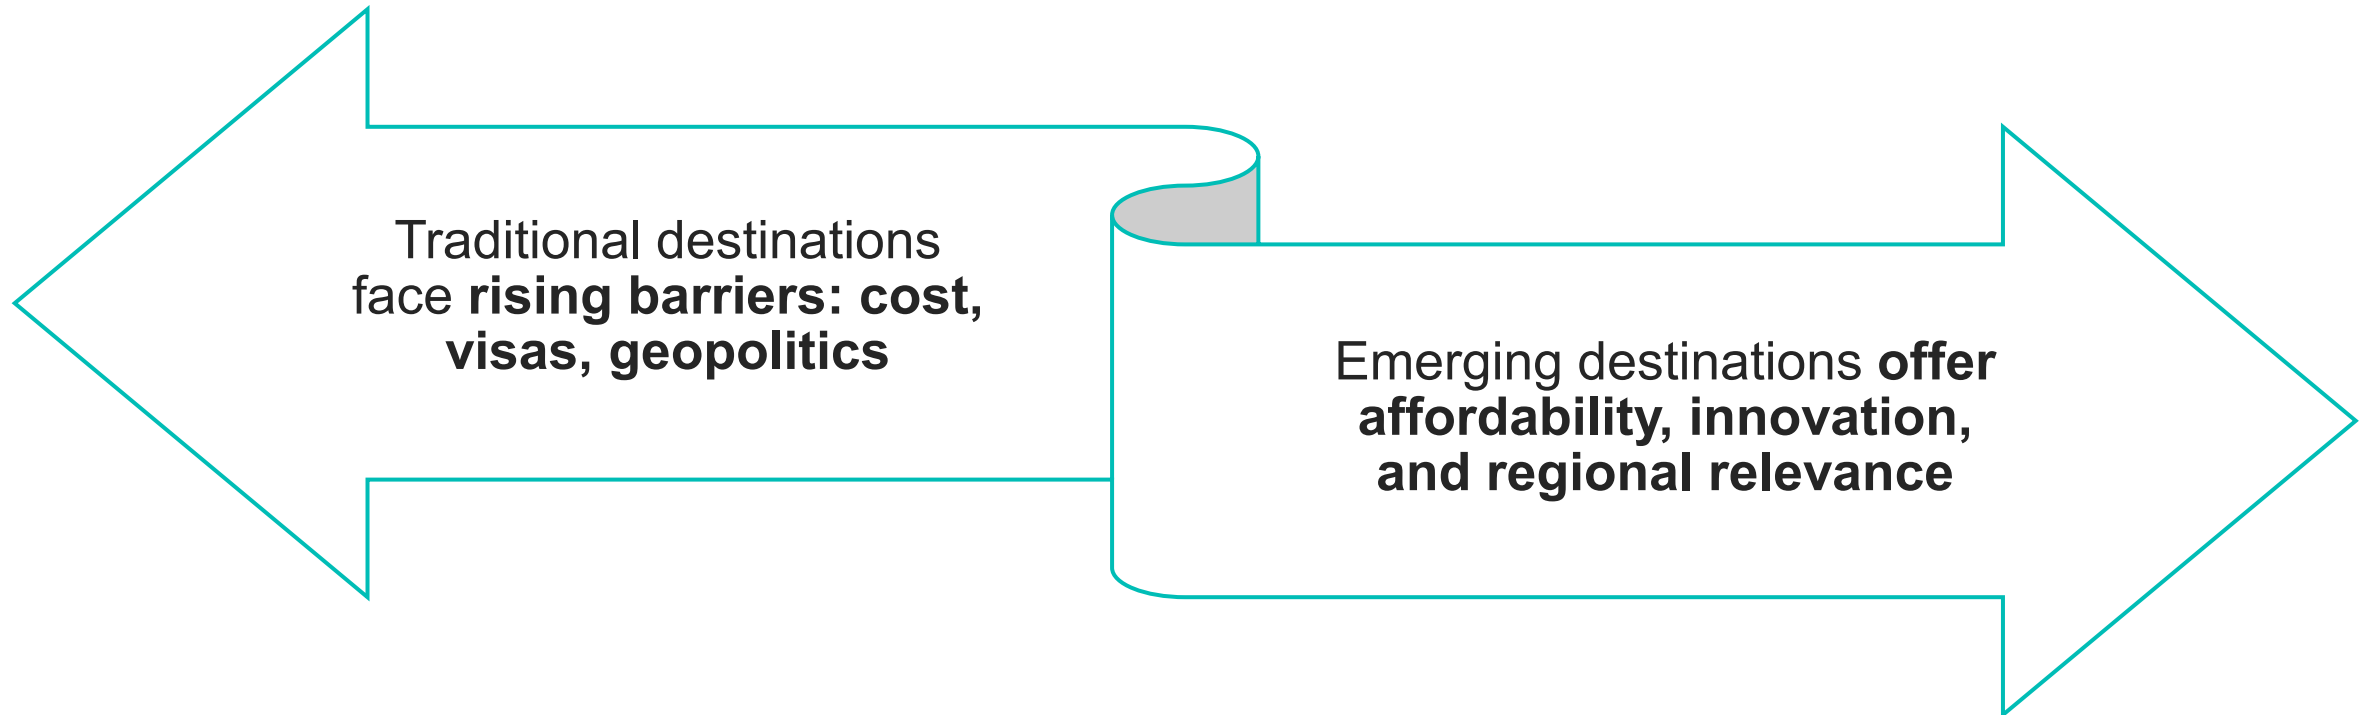 Traditional destinations
face rising barriers: cost,
visas, geopolitics
Emerging destinations offer
affordability, innovation,
and regional relevance